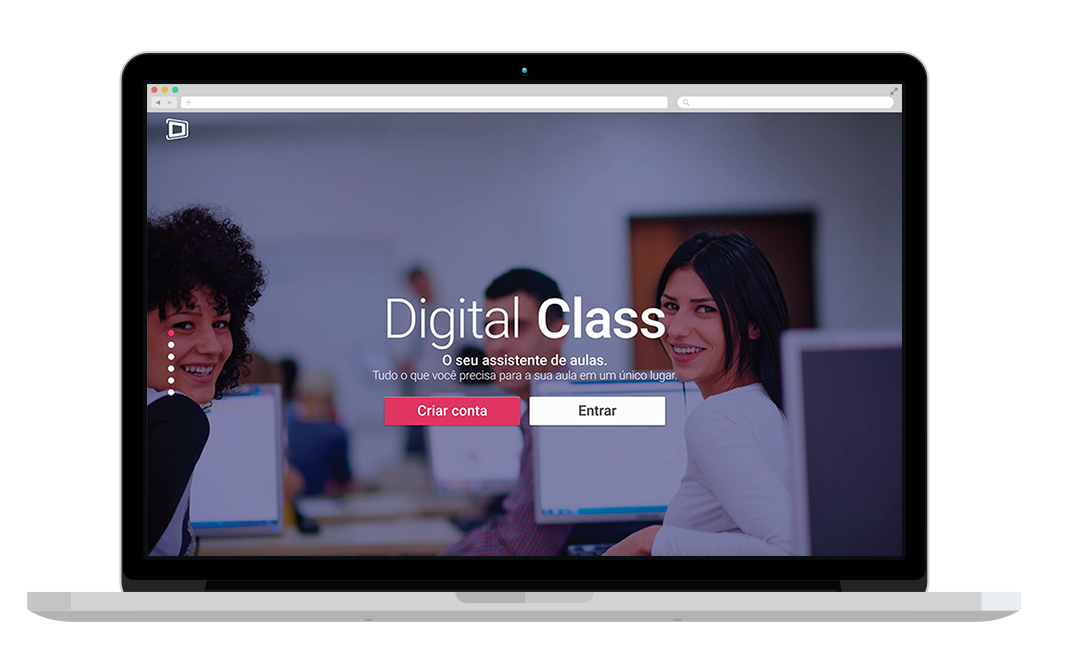 Digital Class
O seu assistente de aulas.
Tudo o que você precisa para a sua aula em um único lugar.
Criar conta
Entrar